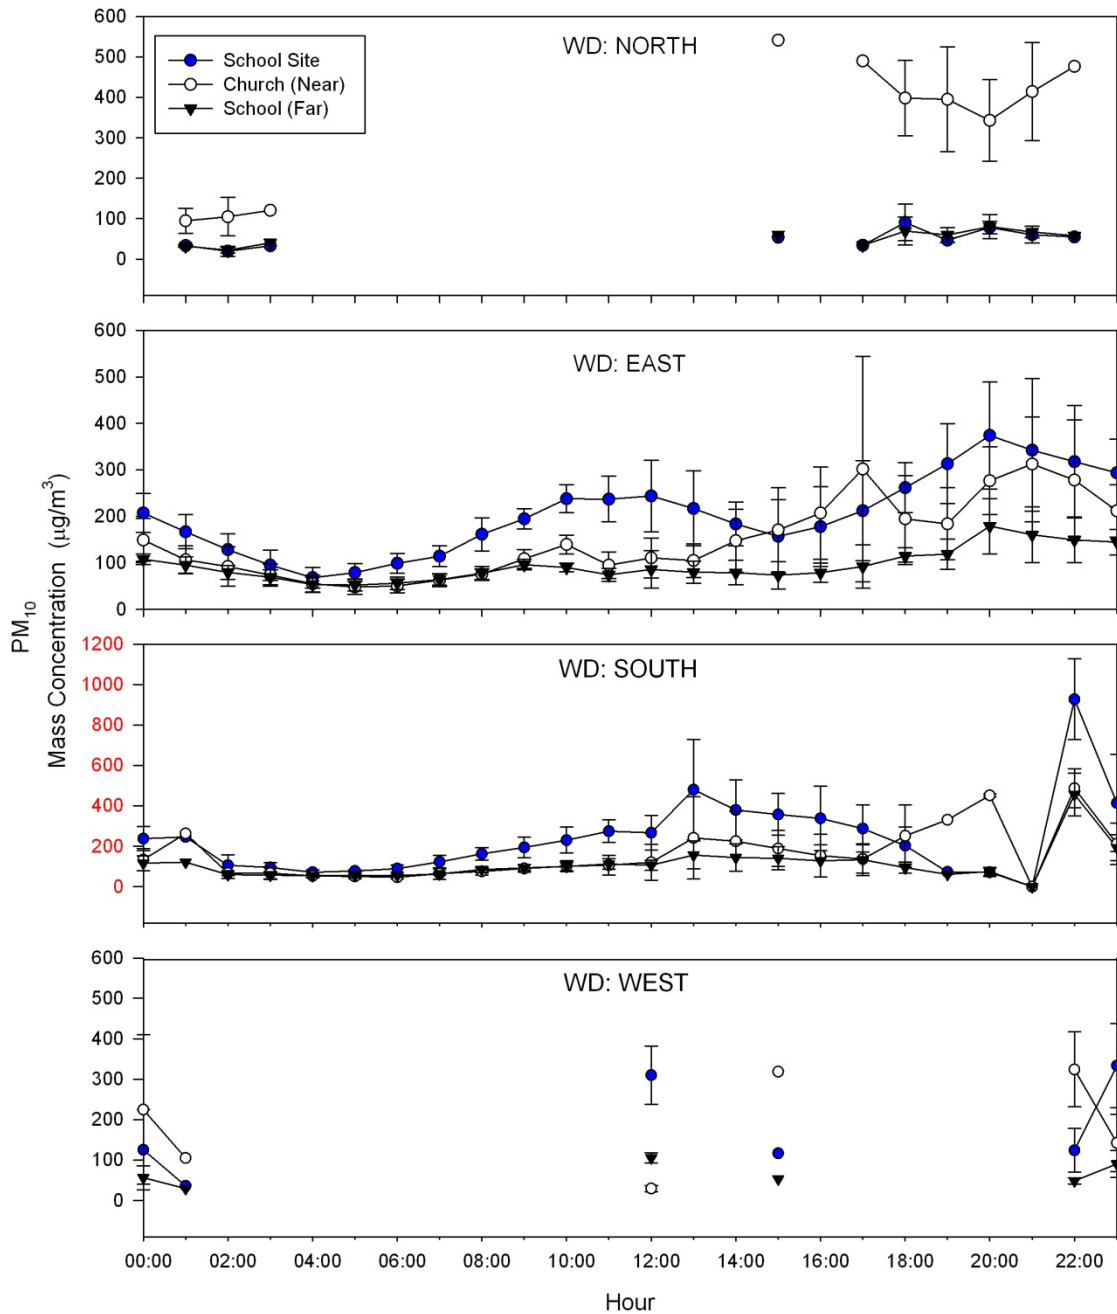 600
500
400
300
200
100
0
WD: NORTH
School Site
Church (Near)
School (Far)
600
500
400
300
200
100
0
WD: EAST
PM10
Mass Concentration (µg/m³)
1200
1000
800
600
400
200
0
WD: SOUTH
600
500
400
300
200
100
0
WD: WEST
00:00 02:00 04:00 06:00 08:00 10:00 12:00 14:00 16:00 18:00 20:00 22:00
Hour